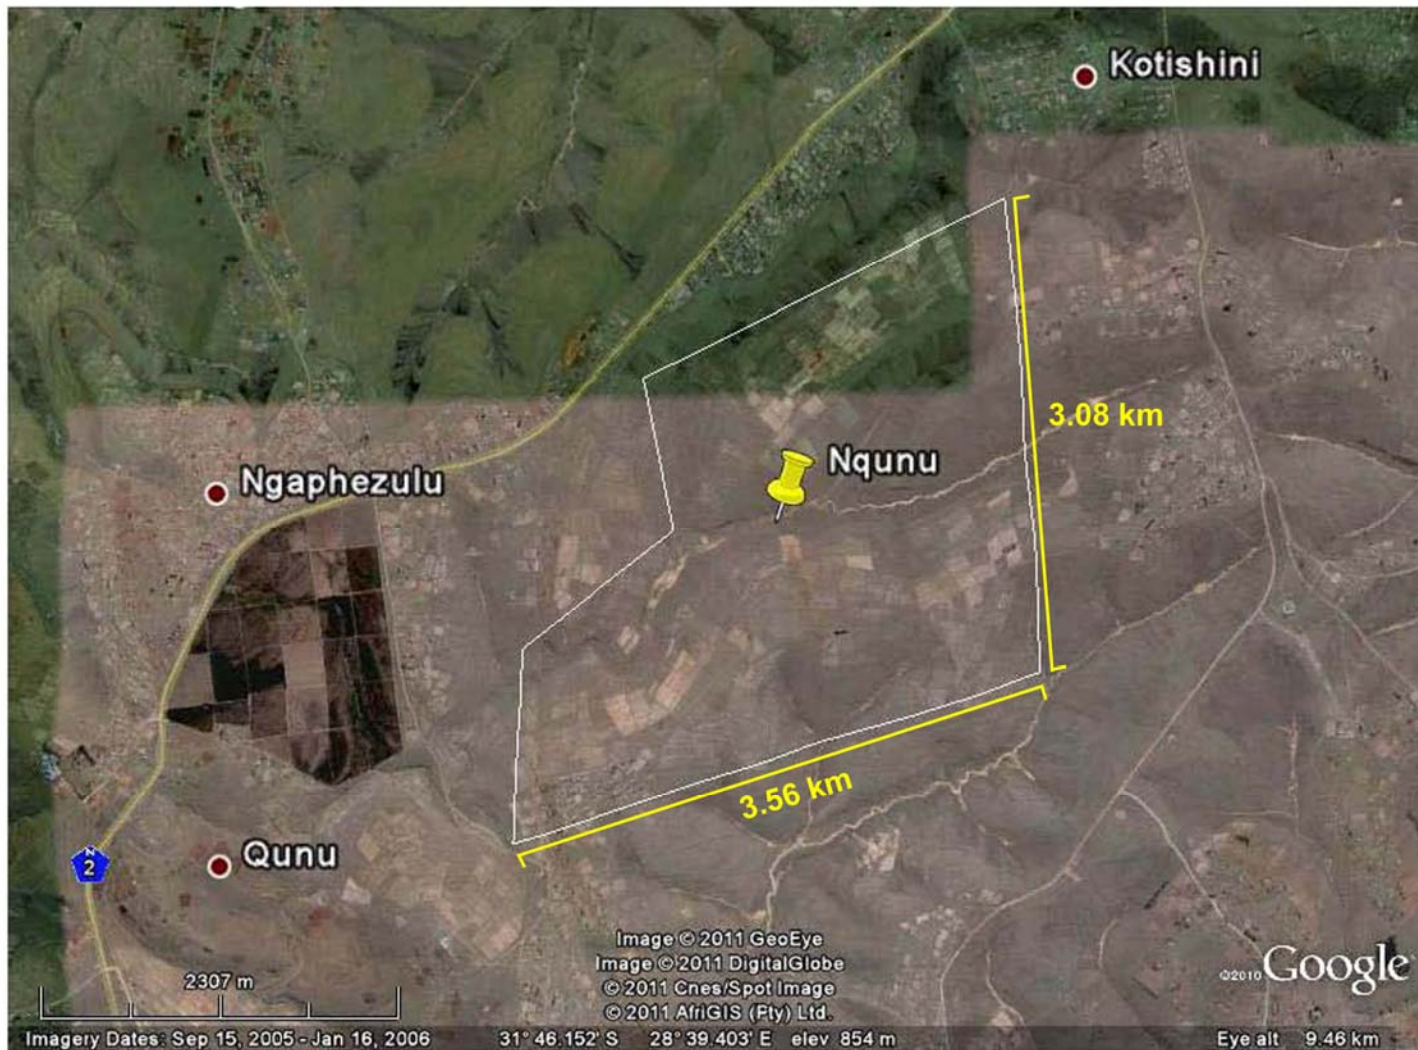 Kotishini
3.08 km
Nqunu
Ngaphezulu
3.56 km
Qunu
N
2
Image © 2011 GeoEye
Image © 2011 DigitalGlobe
© 2011 Cnes/Spot Image
© 2011 AfriGIS (Pty) Ltd.
2307 m
©2010 Google
Imagery Dates: Sep 15, 2005 - Jan 16, 2006 31° 46.152' S 28° 39.403' E elev 854 m Eye alt 9.46 km